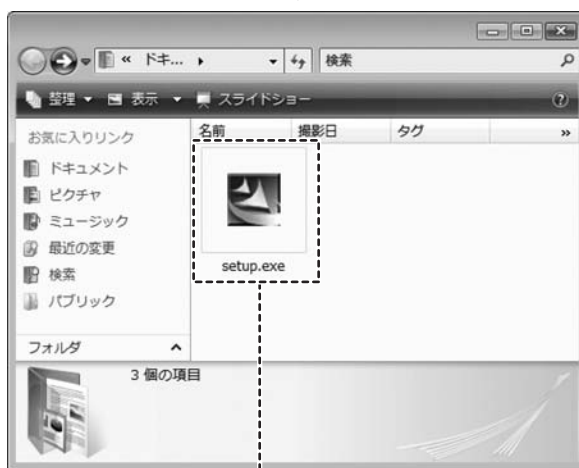 « ドキ...
検索
整理 表示 スライドショー
お気に入りリンク
ドキュメント
ピクチャ
ミュージック
最近の変更
検索
パブリック
フォルダ
名前 撮影日 タグ »
setup.exe
3 個の項目